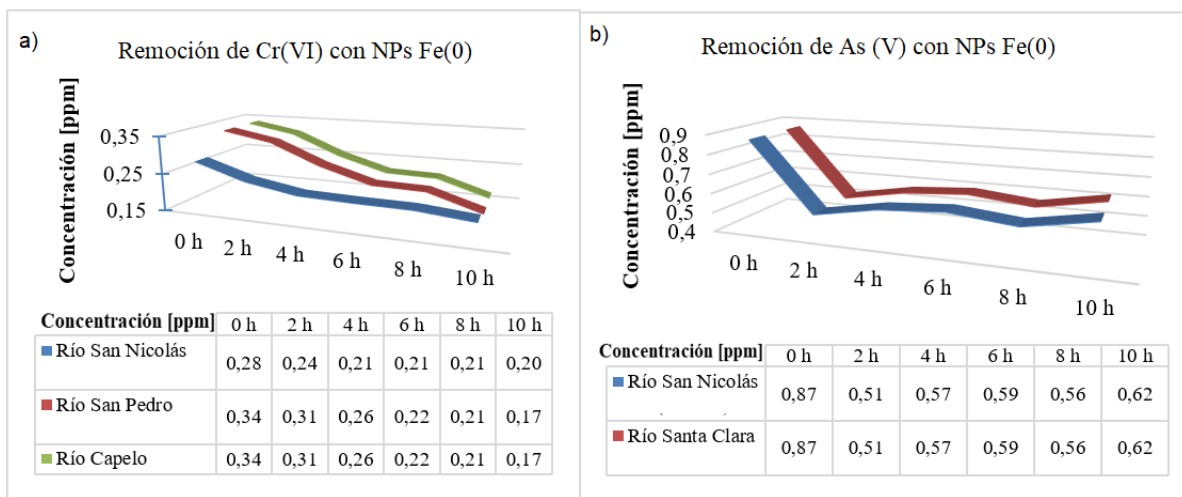 a)
Remoción de Cr(VI) con NPs Fe(0)
Concentración [ppm]
0,35
0,25
0,15
0 h
2 h
4 h
6 h
8 h
10 h
Concentración [ppm] 0 h 2 h 4 h 6 h 8 h 10 h
Río San Nicolás 0,28 0,24 0,21 0,21 0,21 0,20
Río San Pedro 0,34 0,31 0,26 0,22 0,21 0,17
Río Capelo 0,34 0,31 0,26 0,22 0,21 0,17
b)
Remoción de As (V) con NPs Fe(0)
Concentración [ppm]
0,9
0,8
0,7
0,6
0,5
0,4
0 h
2 h
4 h
6 h
8 h
10 h
Concentración [ppm] 0 h 2 h 4 h 6 h 8 h 10 h
Río San Nicolás 0,87 0,51 0,57 0,59 0,56 0,62
Río Santa Clara 0,87 0,51 0,57 0,59 0,56 0,62